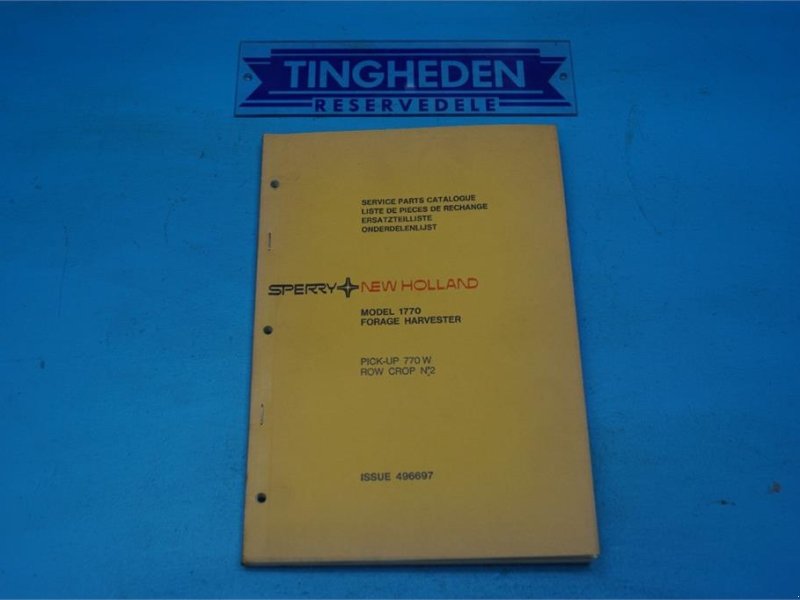 TINGHEDEN
RESERVEDELE
SERVICE PARTS CATALOGUE
LISTE DE PIECES DE RECHANGE
ERSATZTEILLISTE
ONDERDELENLIJST
SPERRY NEW HOLLAND
MODEL 1770
FORAGE HARVESTER
PICK-UP 770 W
ROW CROP Nº2
ISSUE 496697